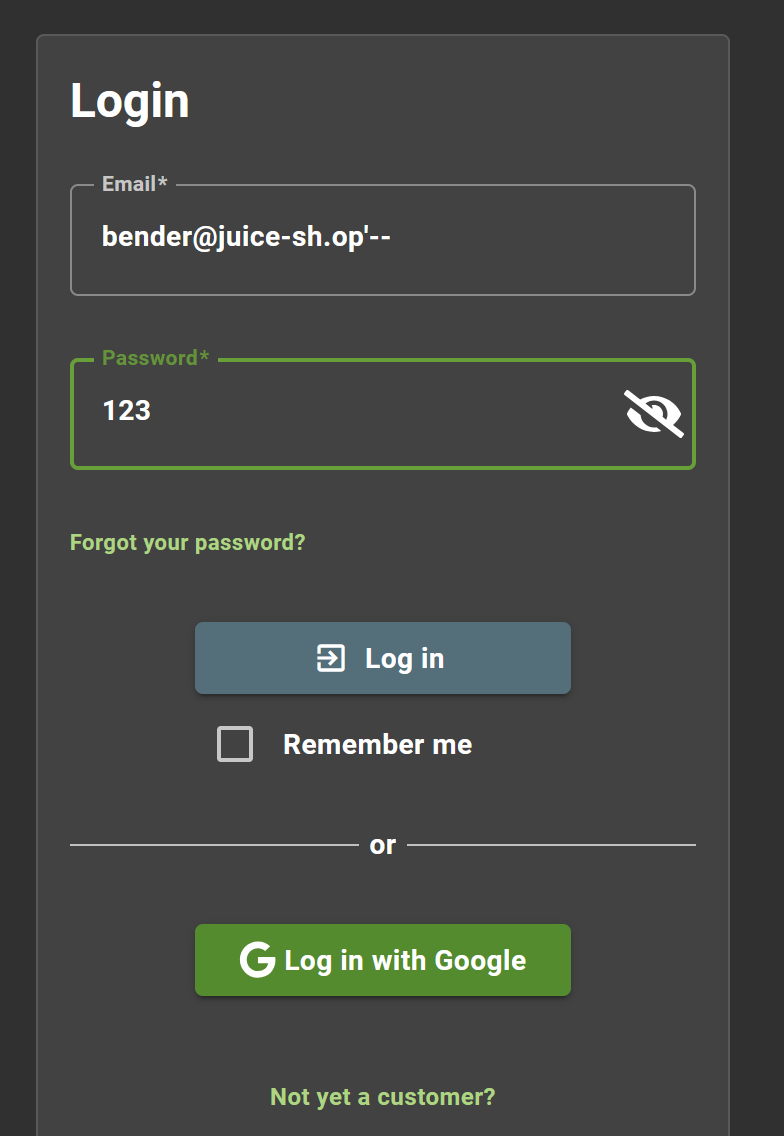 Login
Email*
bender@juice-sh.op'--
Password*
123
Forgot your password?
Log in
Remember me
or
Log in with Google
Not yet a customer?